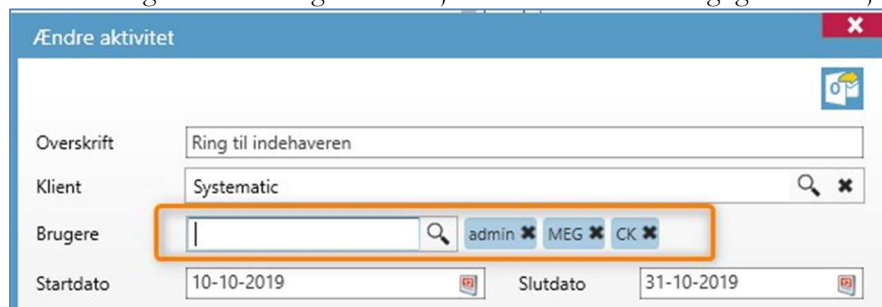 Ændre aktivitet
Overskrift Ring til indehaveren
Klient Systematic
Brugere admin MEG CK
Startdato 10-10-2019 Slutdato 31-10-2019